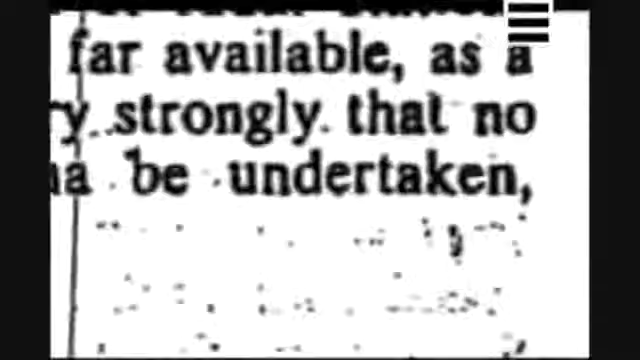 far available, as a
strongly that no
be undertaken,